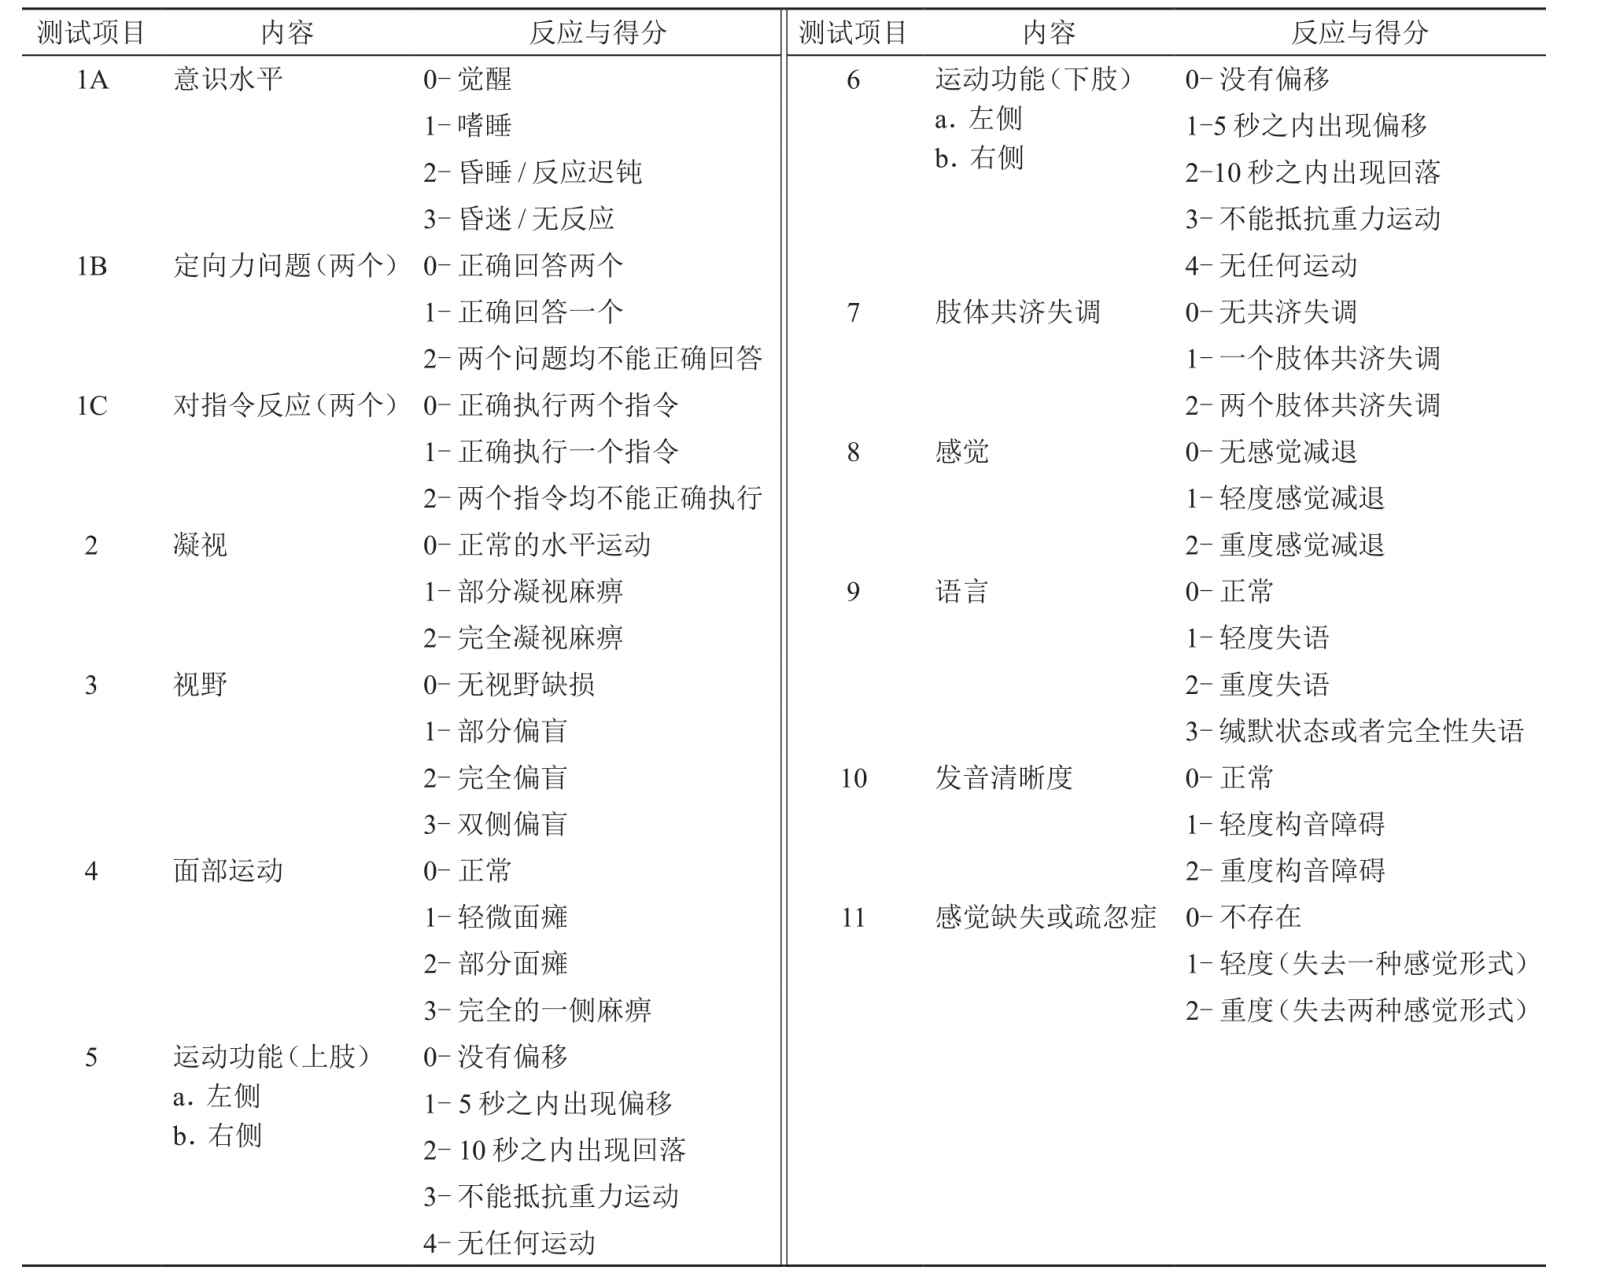 测试项目 内容 反应与得分
1A 意识水平 0- 觉醒
1- 嗜睡
2- 昏睡 / 反应迟钝
3- 昏迷 / 无反应
1B 定向力问题（两个） 0- 正确回答两个
1- 正确回答一个
2- 两个问题均不能正确回答
1C 对指令反应（两个） 0- 正确执行两个指令
1- 正确执行一个指令
2- 两个指令均不能正确执行
2 凝视 0- 正常的水平运动
1- 部分凝视麻痹
2- 完全凝视麻痹
3 视野 0- 无视野缺损
1- 部分偏盲
2- 完全偏盲
3- 双侧偏盲
4 面部运动 0- 正常
1- 轻微面瘫
2- 部分面瘫
3- 完全的一侧麻痹
5 运动功能（上肢） 0- 没有偏移
a. 左侧
1- 5 秒之内出现偏移
b. 右侧
2- 10 秒之内出现回落
3- 不能抵抗重力运动
4- 无任何运动
测试项目 内容 反应与得分
6 运动功能（下肢） 0- 没有偏移
a. 左侧
1-5 秒之内出现偏移
b. 右侧
2-10 秒之内出现回落
3- 不能抵抗重力运动
4- 无任何运动
7 肢体共济失调 0- 无共济失调
1- 一个肢体共济失调
2- 两个肢体共济失调
8 感觉 0- 无感觉减退
1- 轻度感觉减退
2- 重度感觉减退
9 语言 0- 正常
1- 轻度失语
2- 重度失语
3- 缄默状态或者完全性失语
10 发音清晰度 0- 正常
1- 轻度构音障碍
2- 重度构音障碍
11 感觉缺失或疏忽症 0- 不存在
1- 轻度（失去一种感觉形式）
2- 重度（失去两种感觉形式）